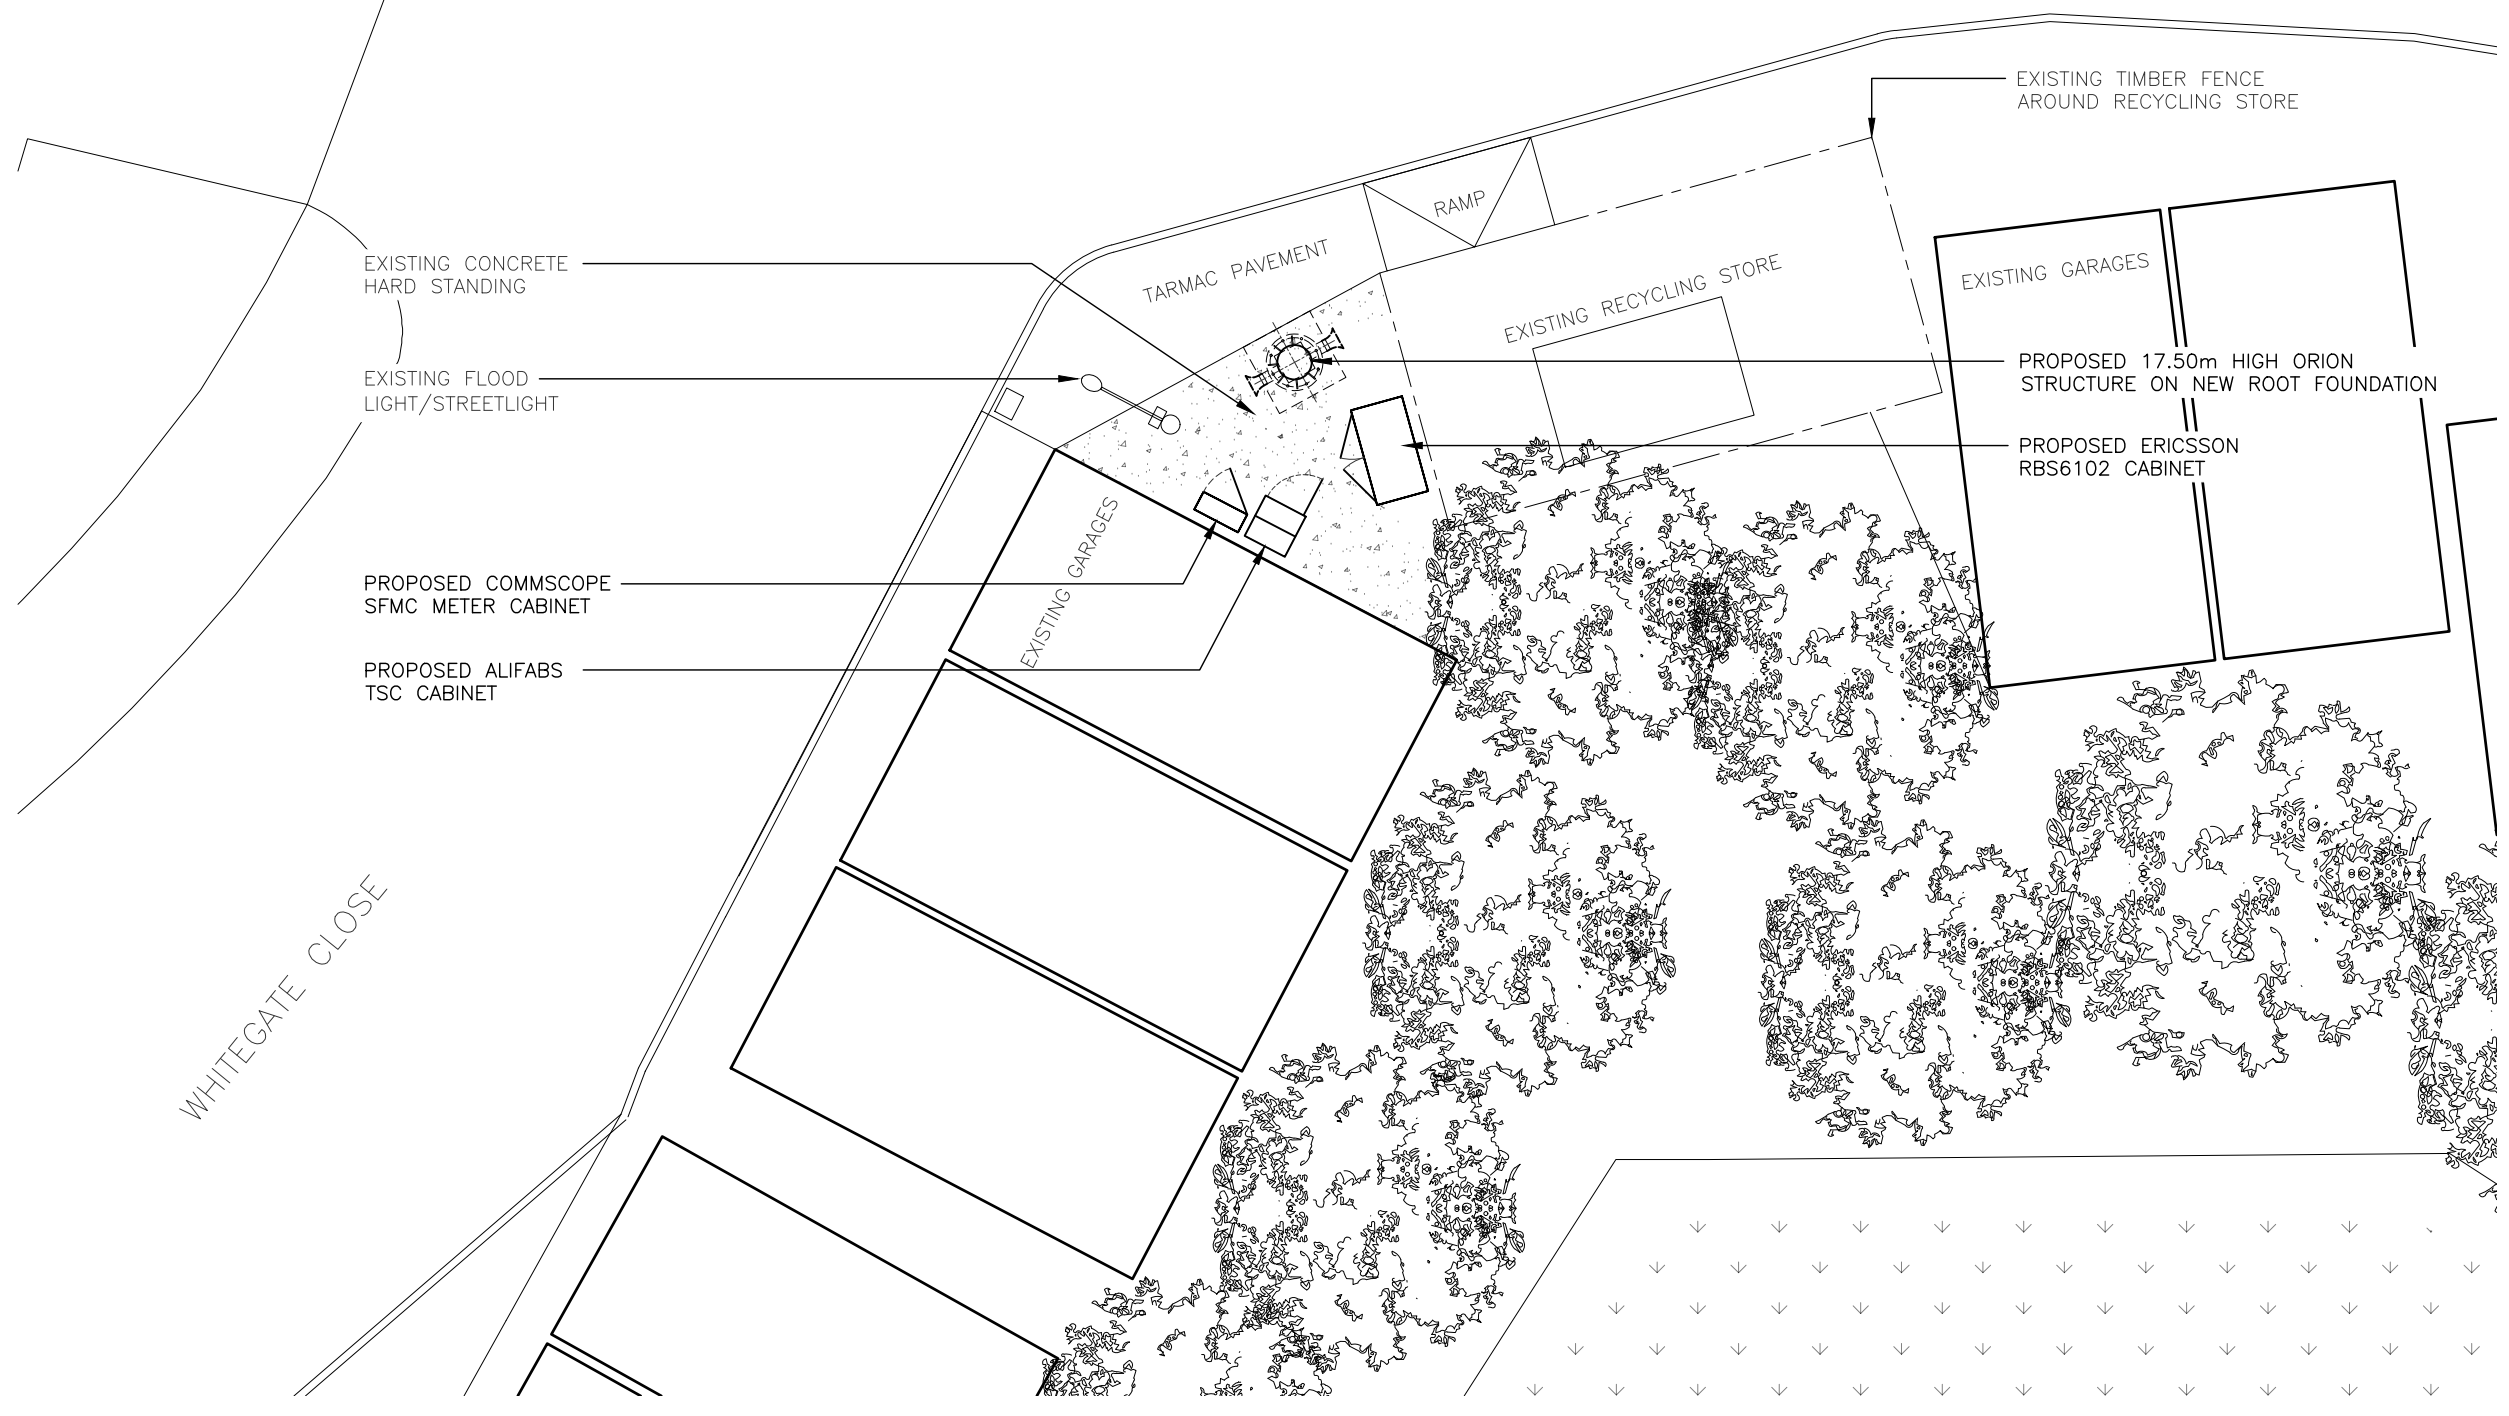 EXISTING TIMBER FENCE
AROUND RECYCLING STORE
RAMP
TARMAC PAVEMENT
EXISTING CONCRETE
HARD STANDING
EXISTING RECYCLING STORE
EXISTING GARAGES
EXISTING FLOOD
LIGHT/STREETLIGHT
PROPOSED 17.50m HIGH ORION
STRUCTURE ON NEW ROOT FOUNDATION
PROPOSED ERICSSON
RBS6102 CABINET
EXISTING GARAGES
PROPOSED COMMSCOPE
SFMC METER CABINET
PROPOSED ALIFABS
TSC CABINET
WHITEGATE CLOSE